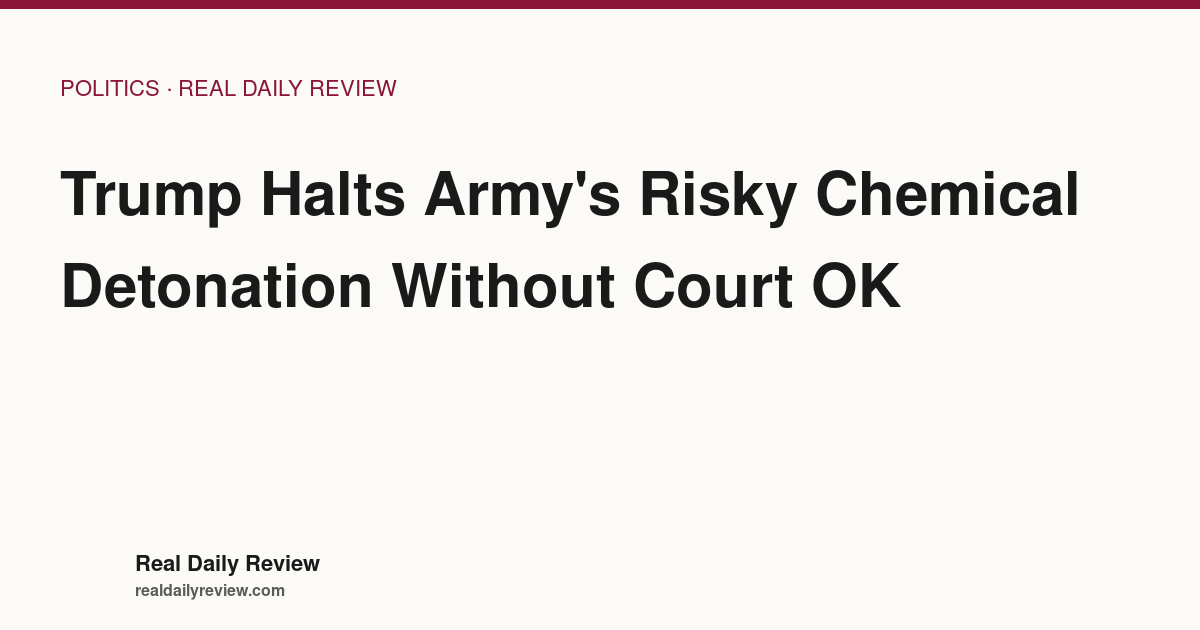 POLITICS · REAL DAILY REVIEW
Trump Halts Army's Risky Chemical
Detonation Without Court OK
Real Daily Review
realdailyreview.com